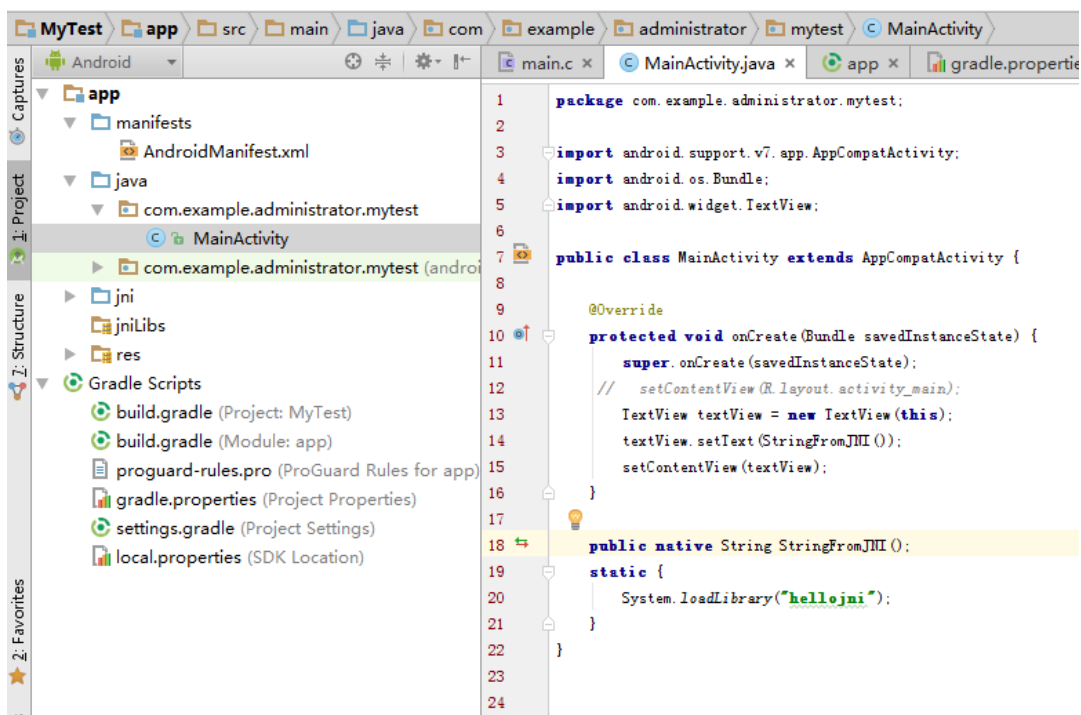 MyTest app src main java com example administrator mytest MainActivity
Android
main.c MainActivity.java app gradle.propertie
Captures
1: Project
7: Structure
2: Favorites
app
manifests
AndroidManifest.xml
java
com.example.administrator.mytest
MainActivity
com.example.administrator.mytest (androi
jni
jniLibs
res
Gradle Scripts
build.gradle (Project: MyTest)
build.gradle (Module: app)
proguard-rules.pro (ProGuard Rules for app)
gradle.properties (Project Properties)
settings.gradle (Project Settings)
local.properties (SDK Location)
1 package com.example.administrator.mytest;
2
3 import android.support.v7.app.AppCompatActivity;
4 import android.os.Bundle;
5 import android.widget.TextView;
6
7 public class MainActivity extends AppCompatActivity {
8
9 @Override
10 protected void onCreate(Bundle savedInstanceState) {
11 super.onCreate(savedInstanceState);
12 // setContentView(R.layout.activity_main);
13 TextView textView = new TextView(this);
14 textView.setText(StringFromJNI());
15 setContentView(textView);
16 }
17
18 public native String StringFromJNI();
19 static {
20 System.loadLibrary("hellojni");
21 }
22 }
23
24